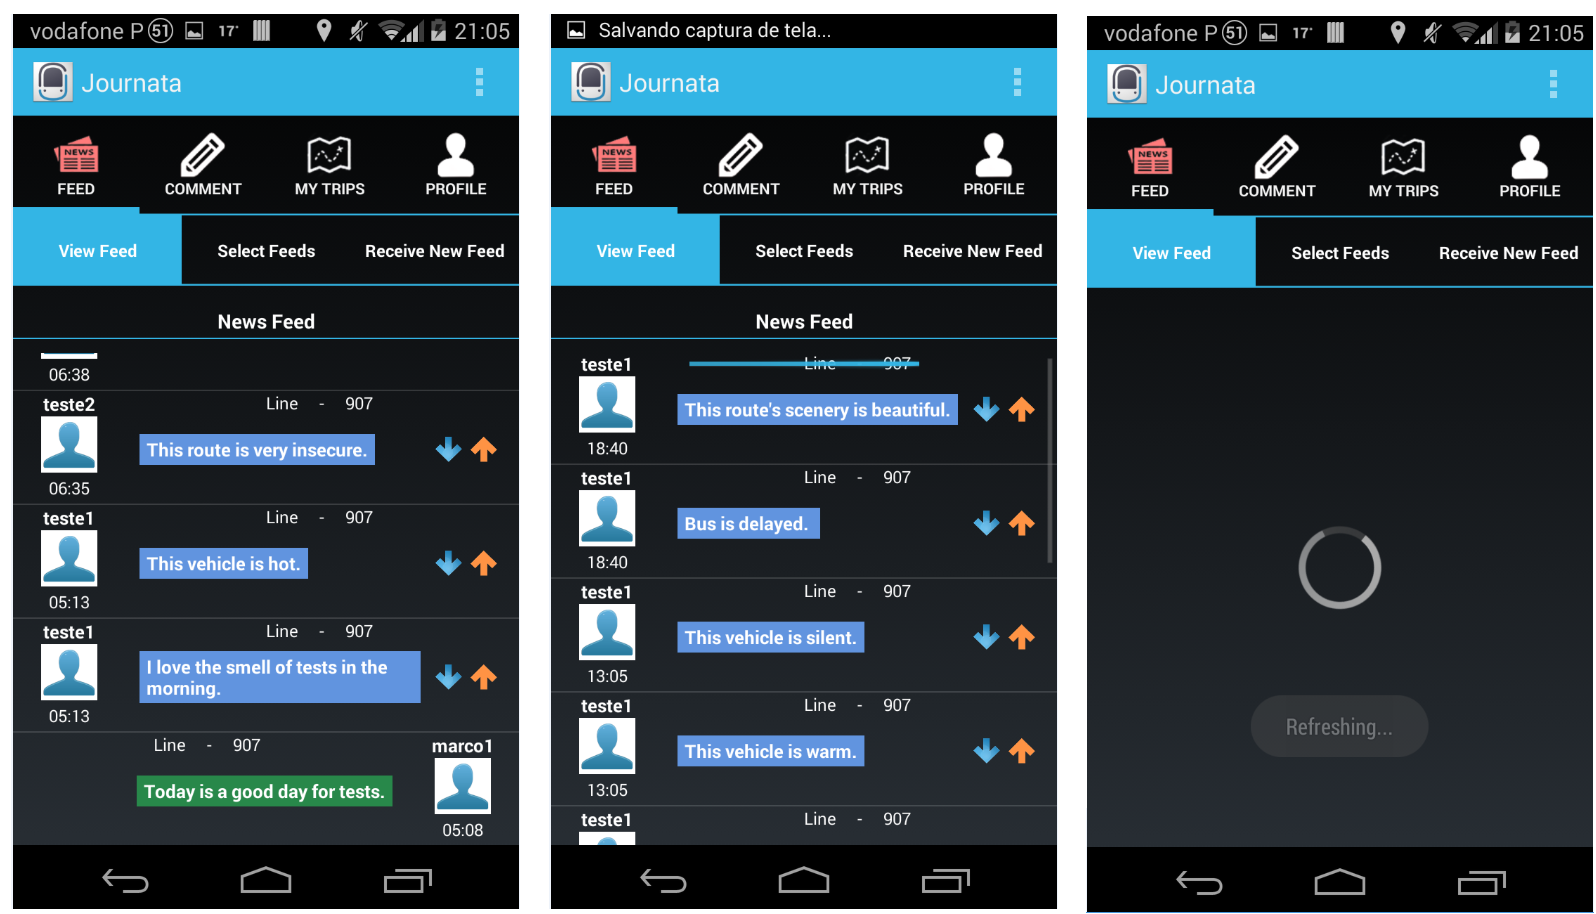 vodafone P 51 17° 21:05
Journata
NEWS
FEED COMMENT MY TRIPS PROFILE
View Feed Select Feeds Receive New Feed
News Feed
06:38
teste2 Line - 907
This route is very insecure.
06:35
teste1 Line - 907
This vehicle is hot.
05:13
teste1 Line - 907
I love the smell of tests in the
morning.
05:13
Line - 907 marco1
Today is a good day for tests.
05:08
Salvando captura de tela...
Journata
NEWS
FEED COMMENT MY TRIPS PROFILE
View Feed Select Feeds Receive New Feed
News Feed
teste1 Line 907
This route's scenery is beautiful.
18:40
teste1 Line - 907
Bus is delayed.
18:40
teste1 Line - 907
This vehicle is silent.
13:05
teste1 Line - 907
This vehicle is warm.
13:05
teste1 Line - 907
vodafone P 51 17° 21:05
Journata
NEWS
FEED COMMENT MY TRIPS PROFILE
View Feed Select Feeds Receive New Feed
Refreshing...